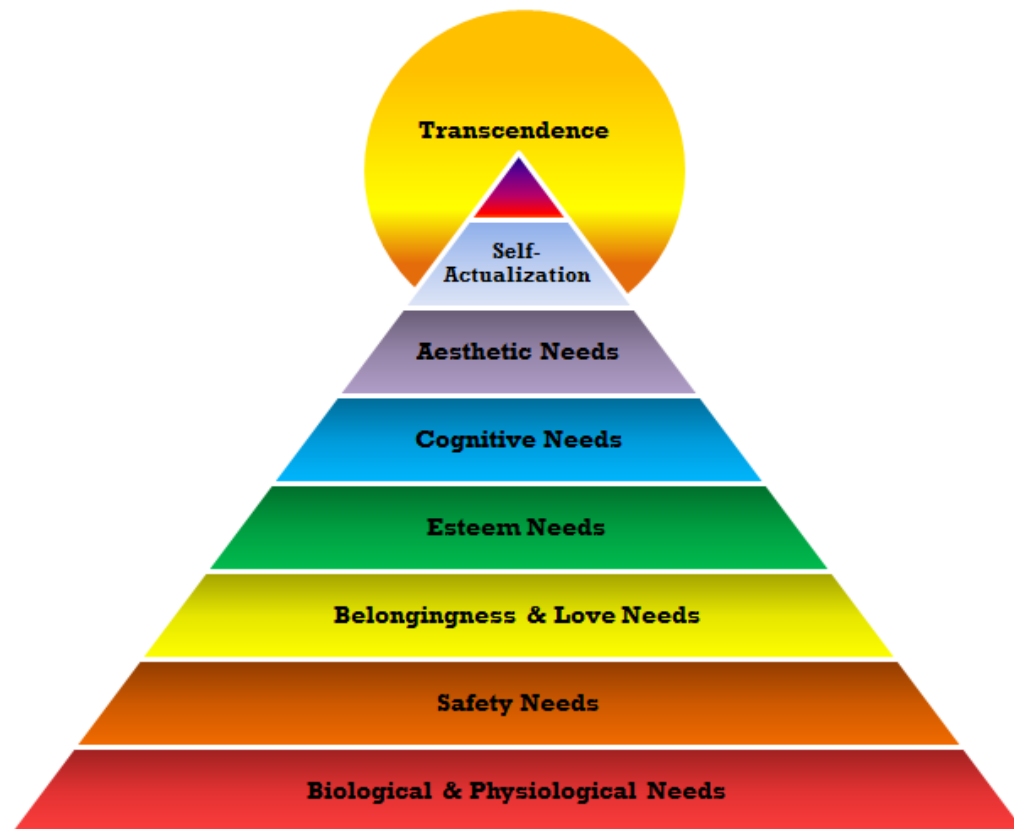 Transcendence
Self-
Actualization
Aesthetic Needs
Cognitive Needs
Esteem Needs
Belongingness & Love Needs
Safety Needs
Biological & Physiological Needs